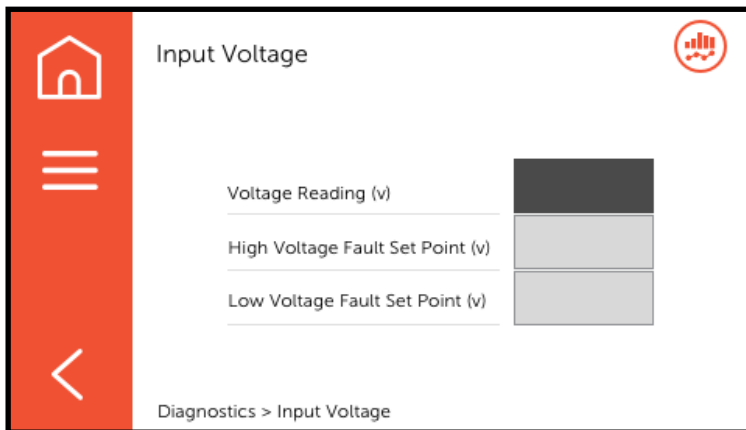 Input Voltage
Voltage Reading (v)
High Voltage Fault Set Point (v)
Low Voltage Fault Set Point (v)
Diagnostics > Input Voltage